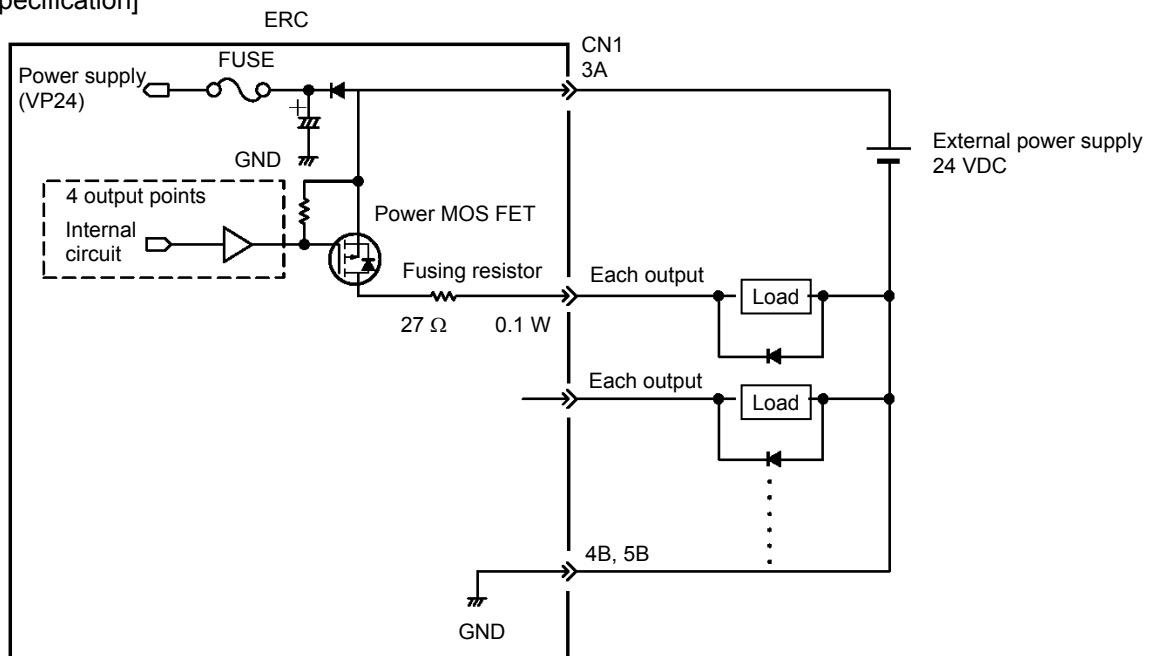 pecification]
ERC
CN1
3A
FUSE
Power supply
(VP24)
+
GND
External power supply
24 VDC
4 output points
Internal
circuit
Power MOS FET
Fusing resistor
27 Ω 0.1 W
Each output
Load
Each output
Load
4B, 5B
GND